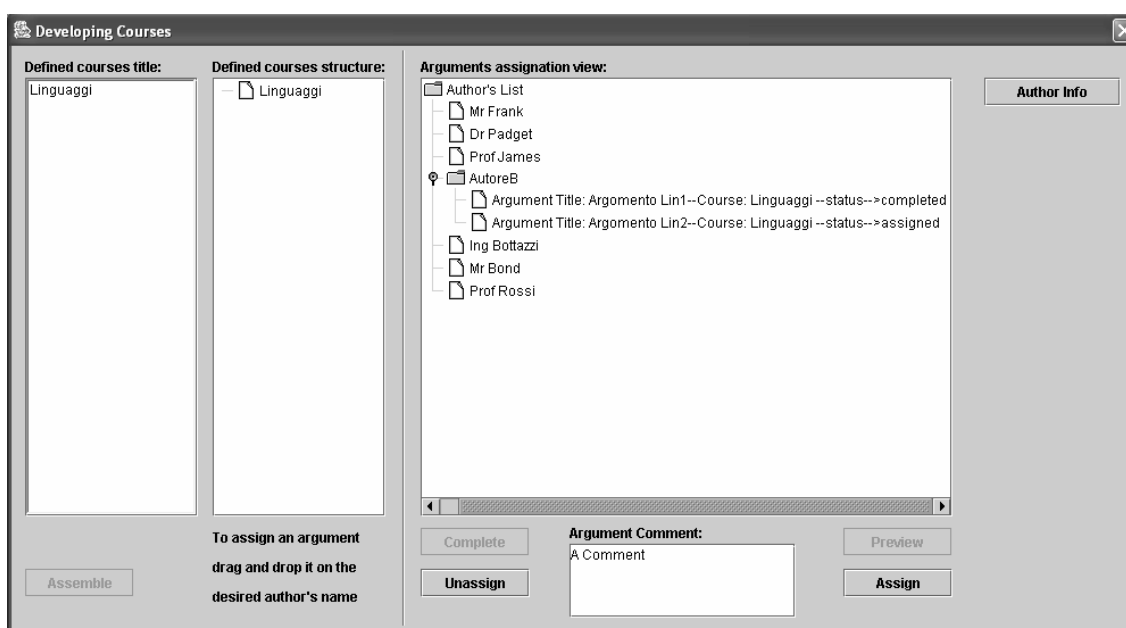 Developing Courses
Defined courses title:
Linguaggi
Assemble
Defined courses structure:
Linguaggi
To assign an argument
drag and drop it on the
desired author's name
Arguments assignation view:
Author's List
Mr Frank
Dr Padget
Prof James
AutoreB
Argument Title: Argomento Lin1--Course: Linguaggi --status-->completed
Argument Title: Argomento Lin2--Course: Linguaggi --status-->assigned
Ing Bottazzi
Mr Bond
Prof Rossi
Complete
Unassign
Argument Comment:
A Comment
Preview
Assign
Author Info